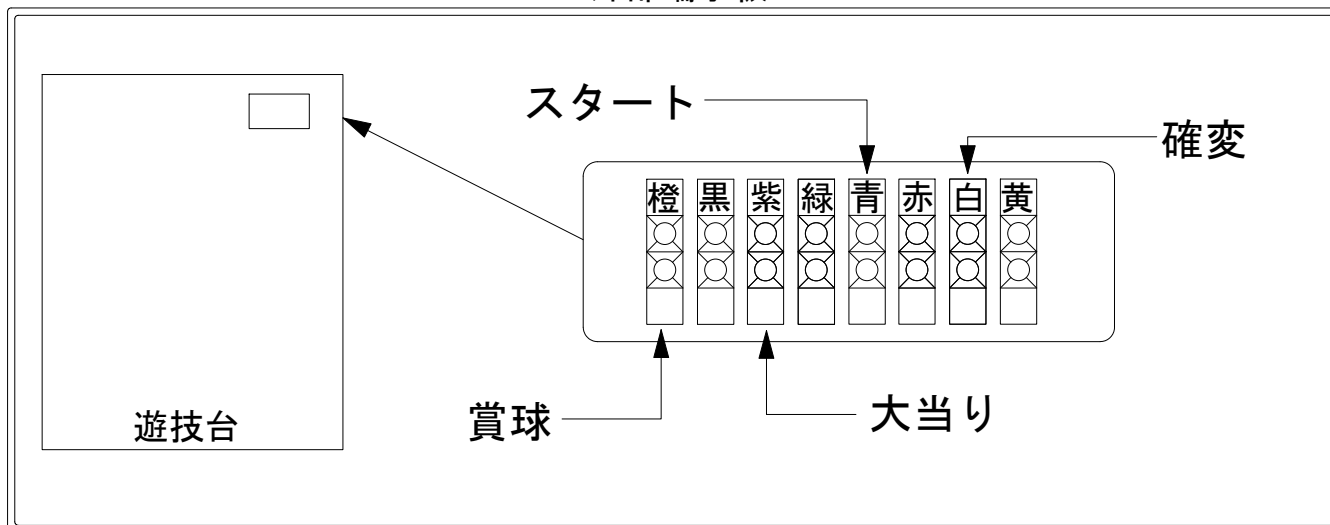 スタート
確変
橙 黒 紫 緑 青 赤 白 黄
賞球
大当り
遊技台